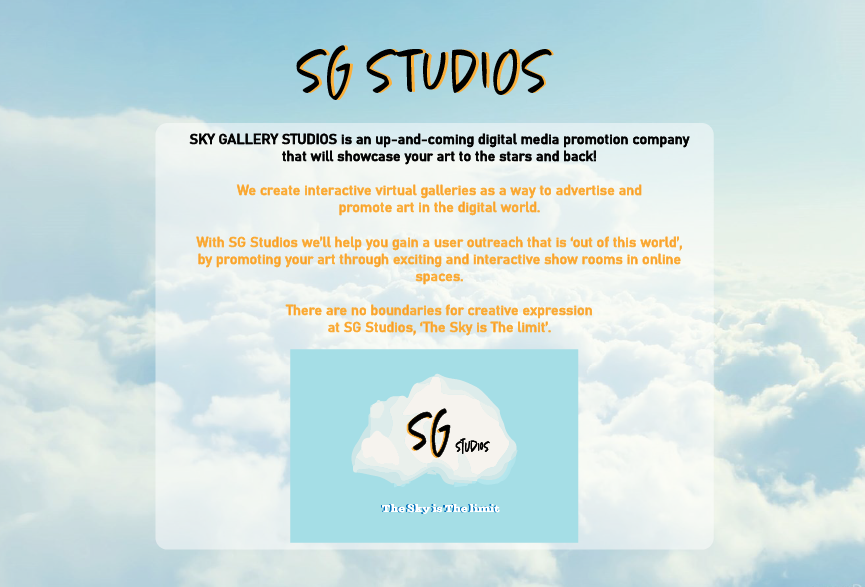 SG STUDIOS
SKY GALLERY STUDIOS is an up-and-coming digital media promotion company
that will showcase your art to the stars and back!
We create interactive virtual galleries as a way to advertise and
promote art in the digital world.
With SG Studios we'll help you gain a user outreach that is 'out of this world',
by promoting your art through exciting and interactive show rooms in online
spaces.
There are no boundaries for creative expression
at SG Studios, 'The Sky is The limit'.
SG STUDIOS
The Sky is The limit